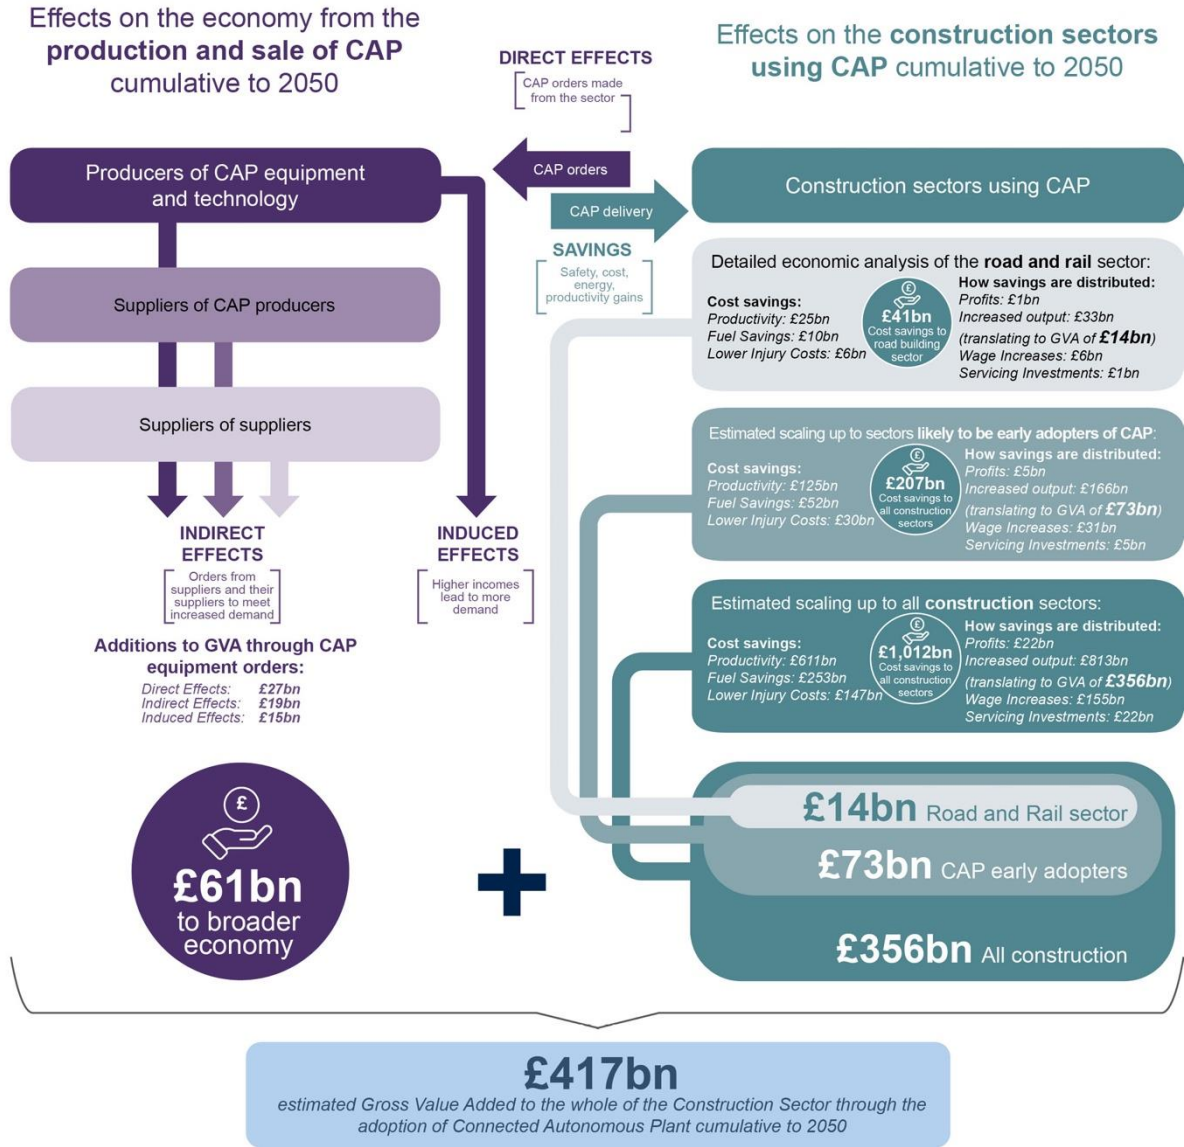 Effects on the economy from the
production and sale of CAP
cumulative to 2050
DIRECT EFFECTS
CAP orders made
from the sector
Effects on the construction sectors
using CAP cumulative to 2050
Producers of CAP equipment
and technology
CAP orders
CAP delivery
Construction sectors using CAP
SAVINGS
Safety, cost,
energy,
productivity gains
Suppliers of CAP producers
Suppliers of suppliers
INDIRECT
EFFECTS
Orders from
suppliers and their
suppliers to meet
increased demand
INDUCED
EFFECTS
Higher incomes
lead to more
demand
Additions to GVA through CAP
equipment orders:
Direct Effects: £27bn
Indirect Effects: £19bn
Induced Effects: £15bn
Detailed economic analysis of the road and rail sector:
Cost savings:
Productivity: £25bn
Fuel Savings: £10bn
Lower Injury Costs: £6bn
£
£41bn
Cost savings to
road building
sector
How savings are distributed:
Profits: £1bn
Increased output: £33bn
(translating to GVA of £14bn)
Wage Increases: £6bn
Servicing Investments: £1bn
Estimated scaling up to sectors likely to be early adopters of CAP:
Cost savings:
Productivity: £125bn
Fuel Savings: £52bn
Lower Injury Costs: £30bn
£
£207bn
Cost savings to
all construction
sectors
How savings are distributed:
Profits: £5bn
Increased output: £166bn
(translating to GVA of £73bn)
Wage Increases: £31bn
Servicing Investments: £5bn
Estimated scaling up to all construction sectors:
Cost savings:
Productivity: £611bn
Fuel Savings: £253bn
Lower Injury Costs: £147bn
£
£1,012bn
Cost savings to
all construction
sectors
How savings are distributed:
Profits: £22bn
Increased output: £813bn
(translating to GVA of £356bn)
Wage Increases: £155bn
Servicing Investments: £22bn
£
£61bn
to broader
economy
+
£14bn Road and Rail sector
£73bn CAP early adopters
£356bn All construction
£417bn
estimated Gross Value Added to the whole of the Construction Sector through the
adoption of Connected Autonomous Plant cumulative to 2050